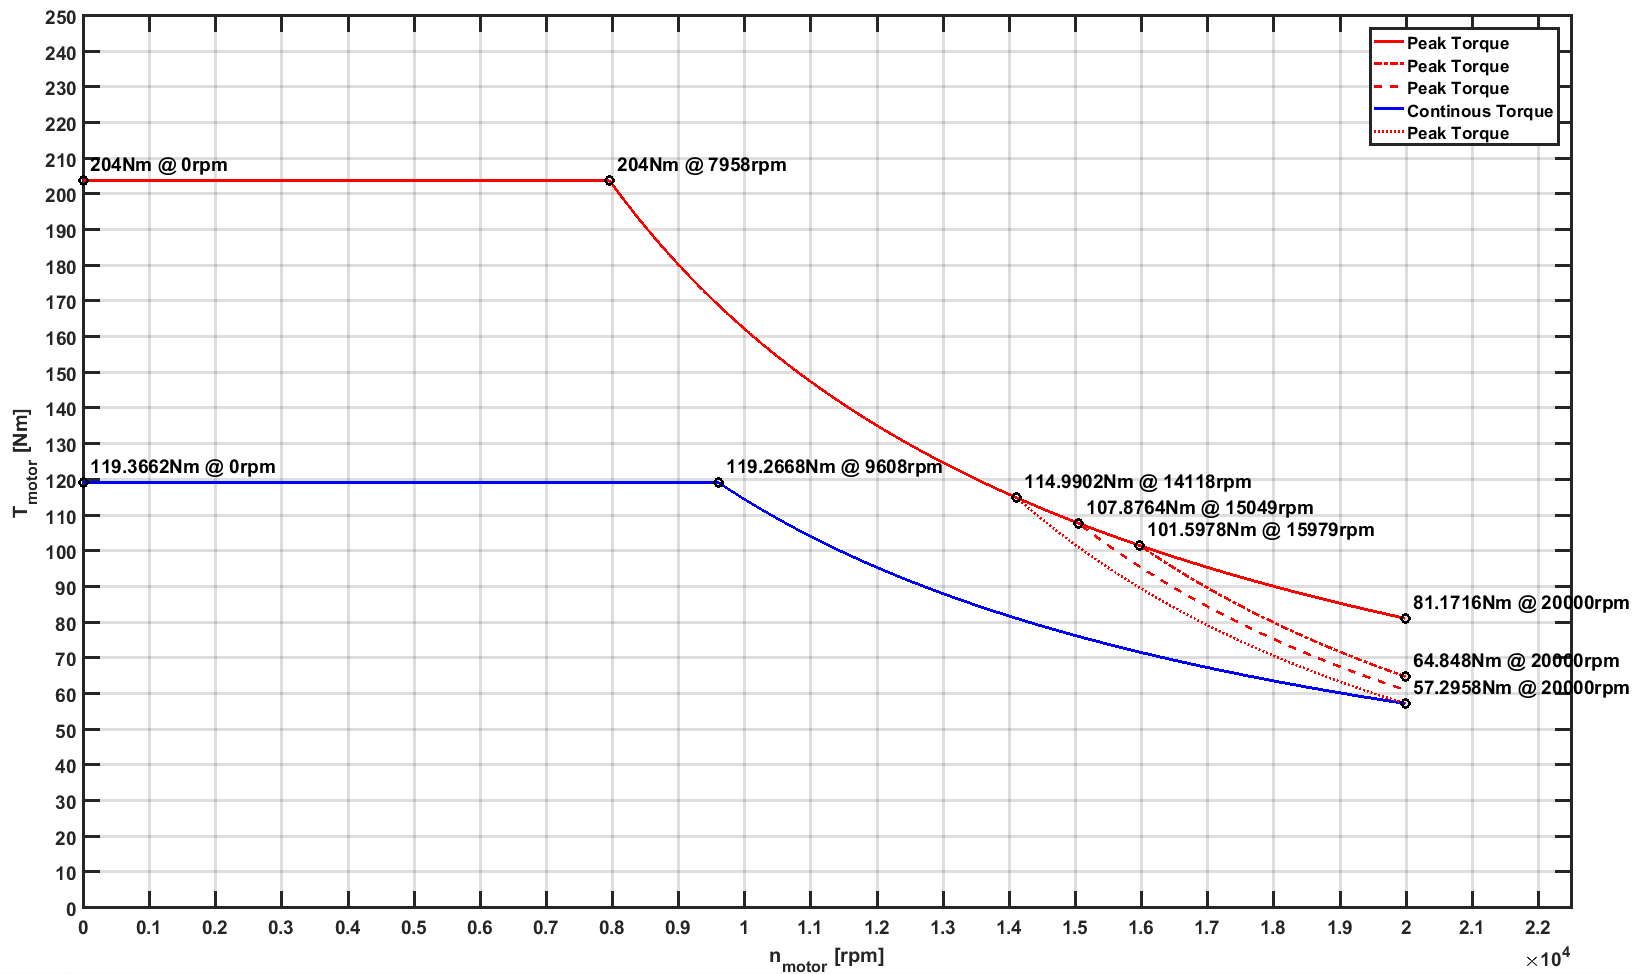 250
240
230
220
210
200
190
180
170
160
150
140
130
120
110
100
90
80
70
60
50
40
30
20
10
0
T_motor [Nm]
Peak Torque
Peak Torque
Peak Torque
Continous Torque
Peak Torque
204Nm @ 0rpm
204Nm @ 7958rpm
119.3662Nm @ 0rpm
119.2668Nm @ 9608rpm
114.9902Nm @ 14118rpm
107.8764Nm @ 15049rpm
101.5978Nm @ 15979rpm
81.1716Nm @ 20000rpm
64.848Nm @ 20000rpm
57.2958Nm @ 20000rpm
0 0.1 0.2 0.3 0.4 0.5 0.6 0.7 0.8 0.9 1 1.1 1.2 1.3 1.4 1.5 1.6 1.7 1.8 1.9 2 2.1 2.2
n_motor [rpm]
×10^4